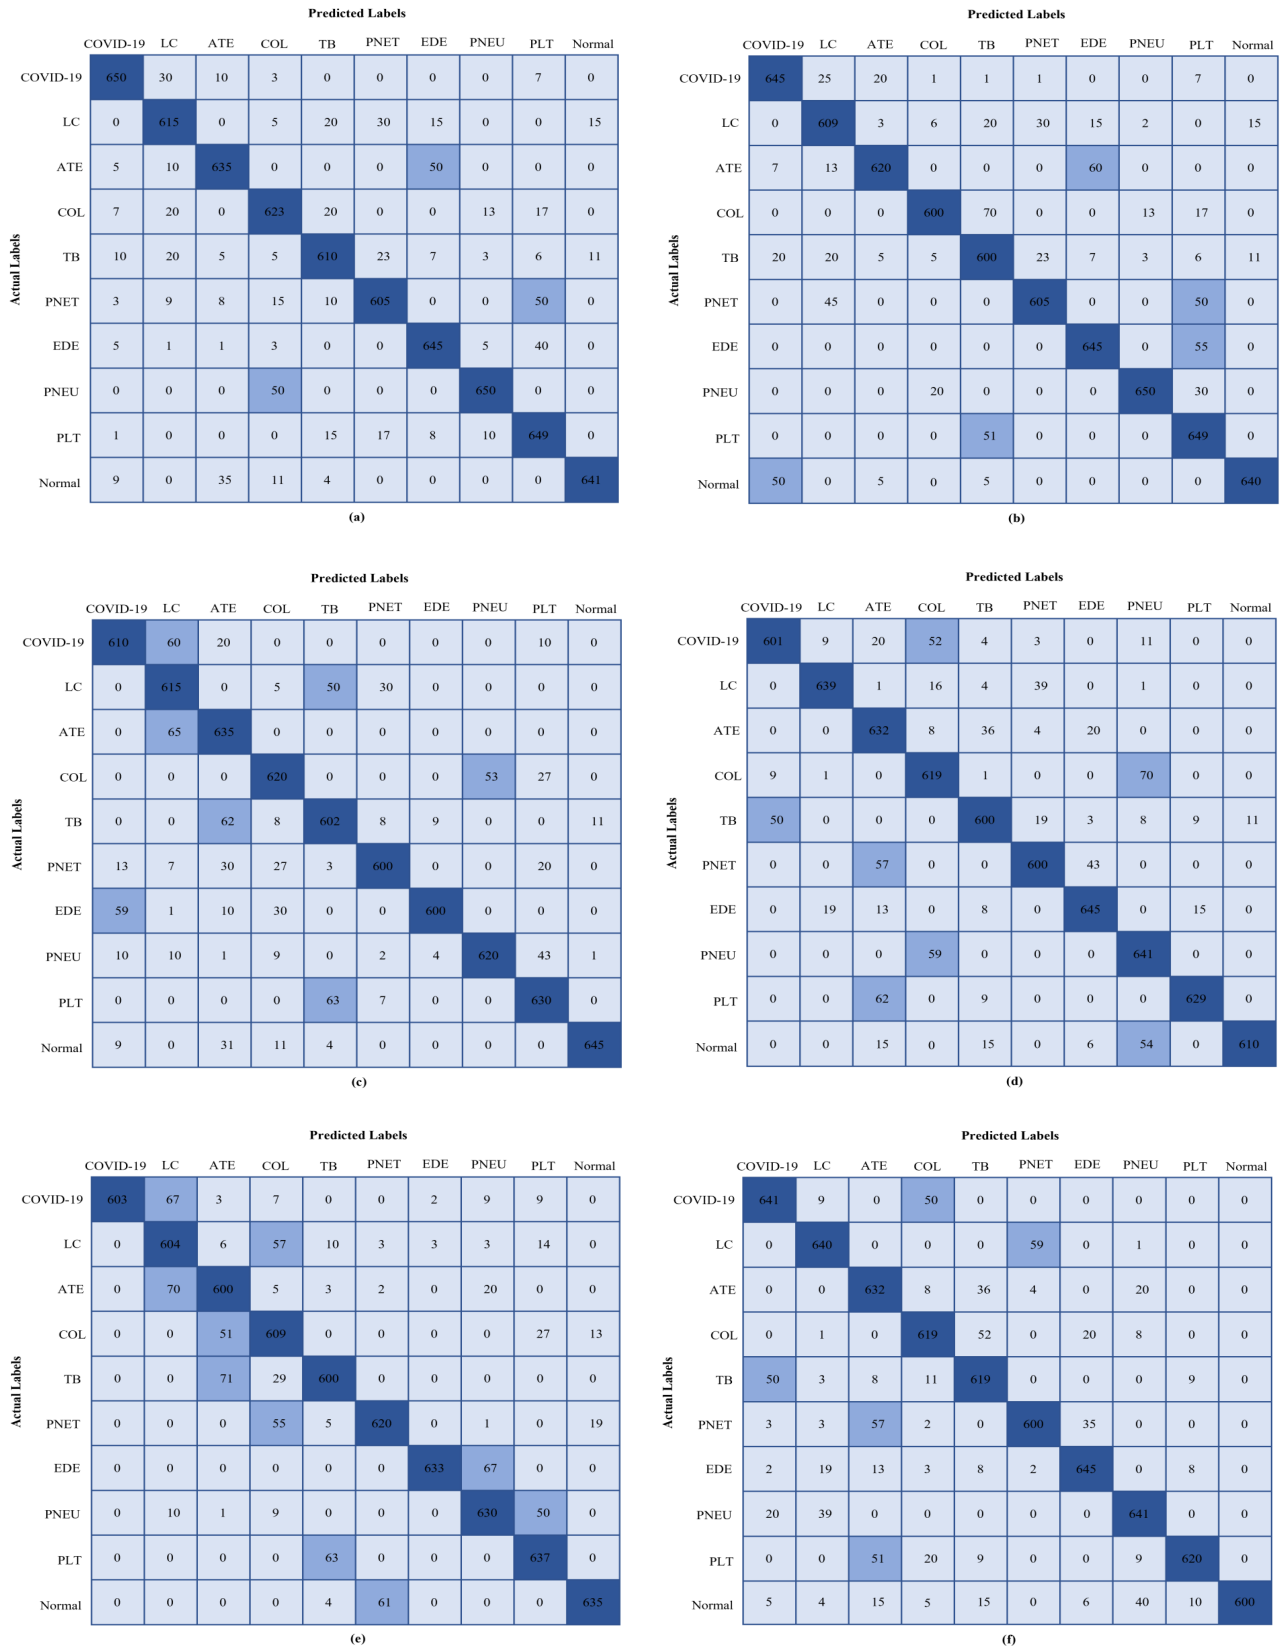 Predicted Labels
COVID-19 LC ATE COL TB PNET EDE PNEU PLT Normal
Actual Labels
COVID-19 650 30 10 3 0 0 0 0 7 0
LC 0 615 0 5 20 30 15 0 0 15
ATE 5 10 635 0 0 0 50 0 0 0
COL 7 20 0 623 20 0 0 13 17 0
TB 10 20 5 5 610 23 7 3 6 11
PNET 3 9 8 15 10 605 0 0 50 0
EDE 5 1 1 3 0 0 645 5 40 0
PNEU 0 0 0 50 0 0 0 650 0 0
PLT 1 0 0 0 15 17 8 10 649 0
Normal 9 0 35 11 4 0 0 0 0 641
(a)
Predicted Labels
COVID-19 LC ATE COL TB PNET EDE PNEU PLT Normal
Actual Labels
COVID-19 645 25 20 1 1 1 0 0 7 0
LC 0 609 3 6 20 30 15 2 0 15
ATE 7 13 620 0 0 0 60 0 0 0
COL 0 0 0 600 70 0 0 13 17 0
TB 20 20 5 5 600 23 7 3 6 11
PNET 0 45 0 0 0 605 0 0 50 0
EDE 0 0 0 0 0 0 645 0 55 0
PNEU 0 0 0 20 0 0 0 650 30 0
PLT 0 0 0 0 51 0 0 0 649 0
Normal 50 0 5 0 5 0 0 0 0 640
(b)
Predicted Labels
COVID-19 LC ATE COL TB PNET EDE PNEU PLT Normal
Actual Labels
COVID-19 610 60 20 0 0 0 0 0 10 0
LC 0 615 0 5 50 30 0 0 0 0
ATE 0 65 635 0 0 0 0 0 0 0
COL 0 0 0 620 0 0 0 53 27 0
TB 0 0 62 8 602 8 9 0 0 11
PNET 13 7 30 27 3 600 0 0 20 0
EDE 59 1 10 30 0 0 600 0 0 0
PNEU 10 10 1 9 0 2 4 620 43 1
PLT 0 0 0 0 63 7 0 0 630 0
Normal 9 0 31 11 4 0 0 0 0 645
(c)
Predicted Labels
COVID-19 LC ATE COL TB PNET EDE PNEU PLT Normal
Actual Labels
COVID-19 601 9 20 52 4 3 0 11 0 0
LC 0 639 1 16 4 39 0 1 0 0
ATE 0 0 632 8 36 4 20 0 0 0
COL 9 1 0 619 1 0 0 70 0 0
TB 50 0 0 0 600 19 3 8 9 11
PNET 0 0 57 0 0 600 43 0 0 0
EDE 0 19 13 0 8 0 645 0 15 0
PNEU 0 0 0 59 0 0 0 641 0 0
PLT 0 0 62 0 9 0 0 0 629 0
Normal 0 0 15 0 15 0 6 54 0 610
(d)
Predicted Labels
COVID-19 LC ATE COL TB PNET EDE PNEU PLT Normal
Actual Labels
COVID-19 603 67 3 7 0 0 2 9 9 0
LC 0 604 6 57 10 3 3 3 14 0
ATE 0 70 600 5 3 2 0 20 0 0
COL 0 0 51 609 0 0 0 0 27 13
TB 0 0 71 29 600 0 0 0 0 0
PNET 0 0 0 55 5 620 0 1 0 19
EDE 0 0 0 0 0 0 633 67 0 0
PNEU 0 10 1 9 0 0 0 630 50 0
PLT 0 0 0 0 63 0 0 0 637 0
Normal 0 0 0 0 4 61 0 0 0 635
(e)
Predicted Labels
COVID-19 LC ATE COL TB PNET EDE PNEU PLT Normal
Actual Labels
COVID-19 641 9 0 50 0 0 0 0 0 0
LC 0 640 0 0 0 59 0 1 0 0
ATE 0 0 632 8 36 4 0 20 0 0
COL 0 1 0 619 52 0 20 8 0 0
TB 50 3 8 11 619 0 0 0 9 0
PNET 3 3 57 2 0 600 35 0 0 0
EDE 2 19 13 3 8 2 645 0 8 0
PNEU 20 39 0 0 0 0 0 641 0 0
PLT 0 0 51 20 9 0 0 9 620 0
Normal 5 4 15 5 15 0 6 40 10 600
(f)